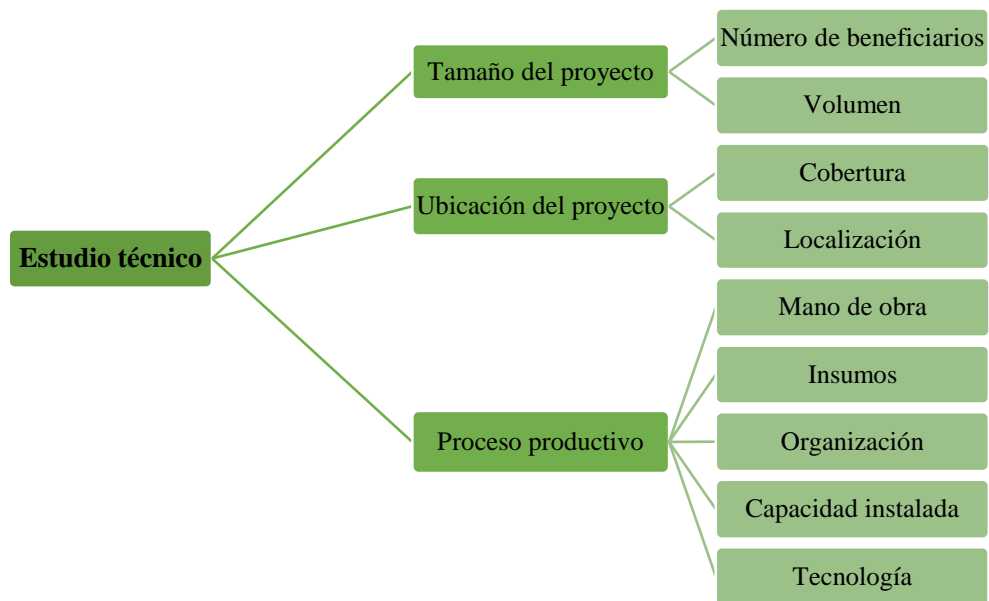 Estudio técnico
Tamaño del proyecto
Número de beneficiarios
Volumen
Ubicación del proyecto
Cobertura
Localización
Proceso productivo
Mano de obra
Insumos
Organización
Capacidad instalada
Tecnología